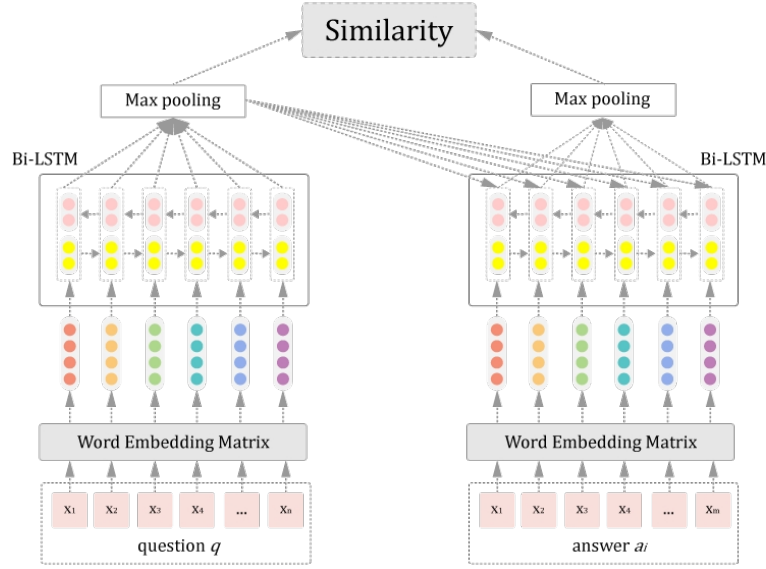 Similarity
Max pooling
Max pooling
Bi-LSTM
Bi-LSTM
Word Embedding Matrix
Word Embedding Matrix
x₁ x₂ x₃ x₄ ... xₙ
x₁ x₂ x₃ x₄ ... xₘ
question q
answer aᵢ